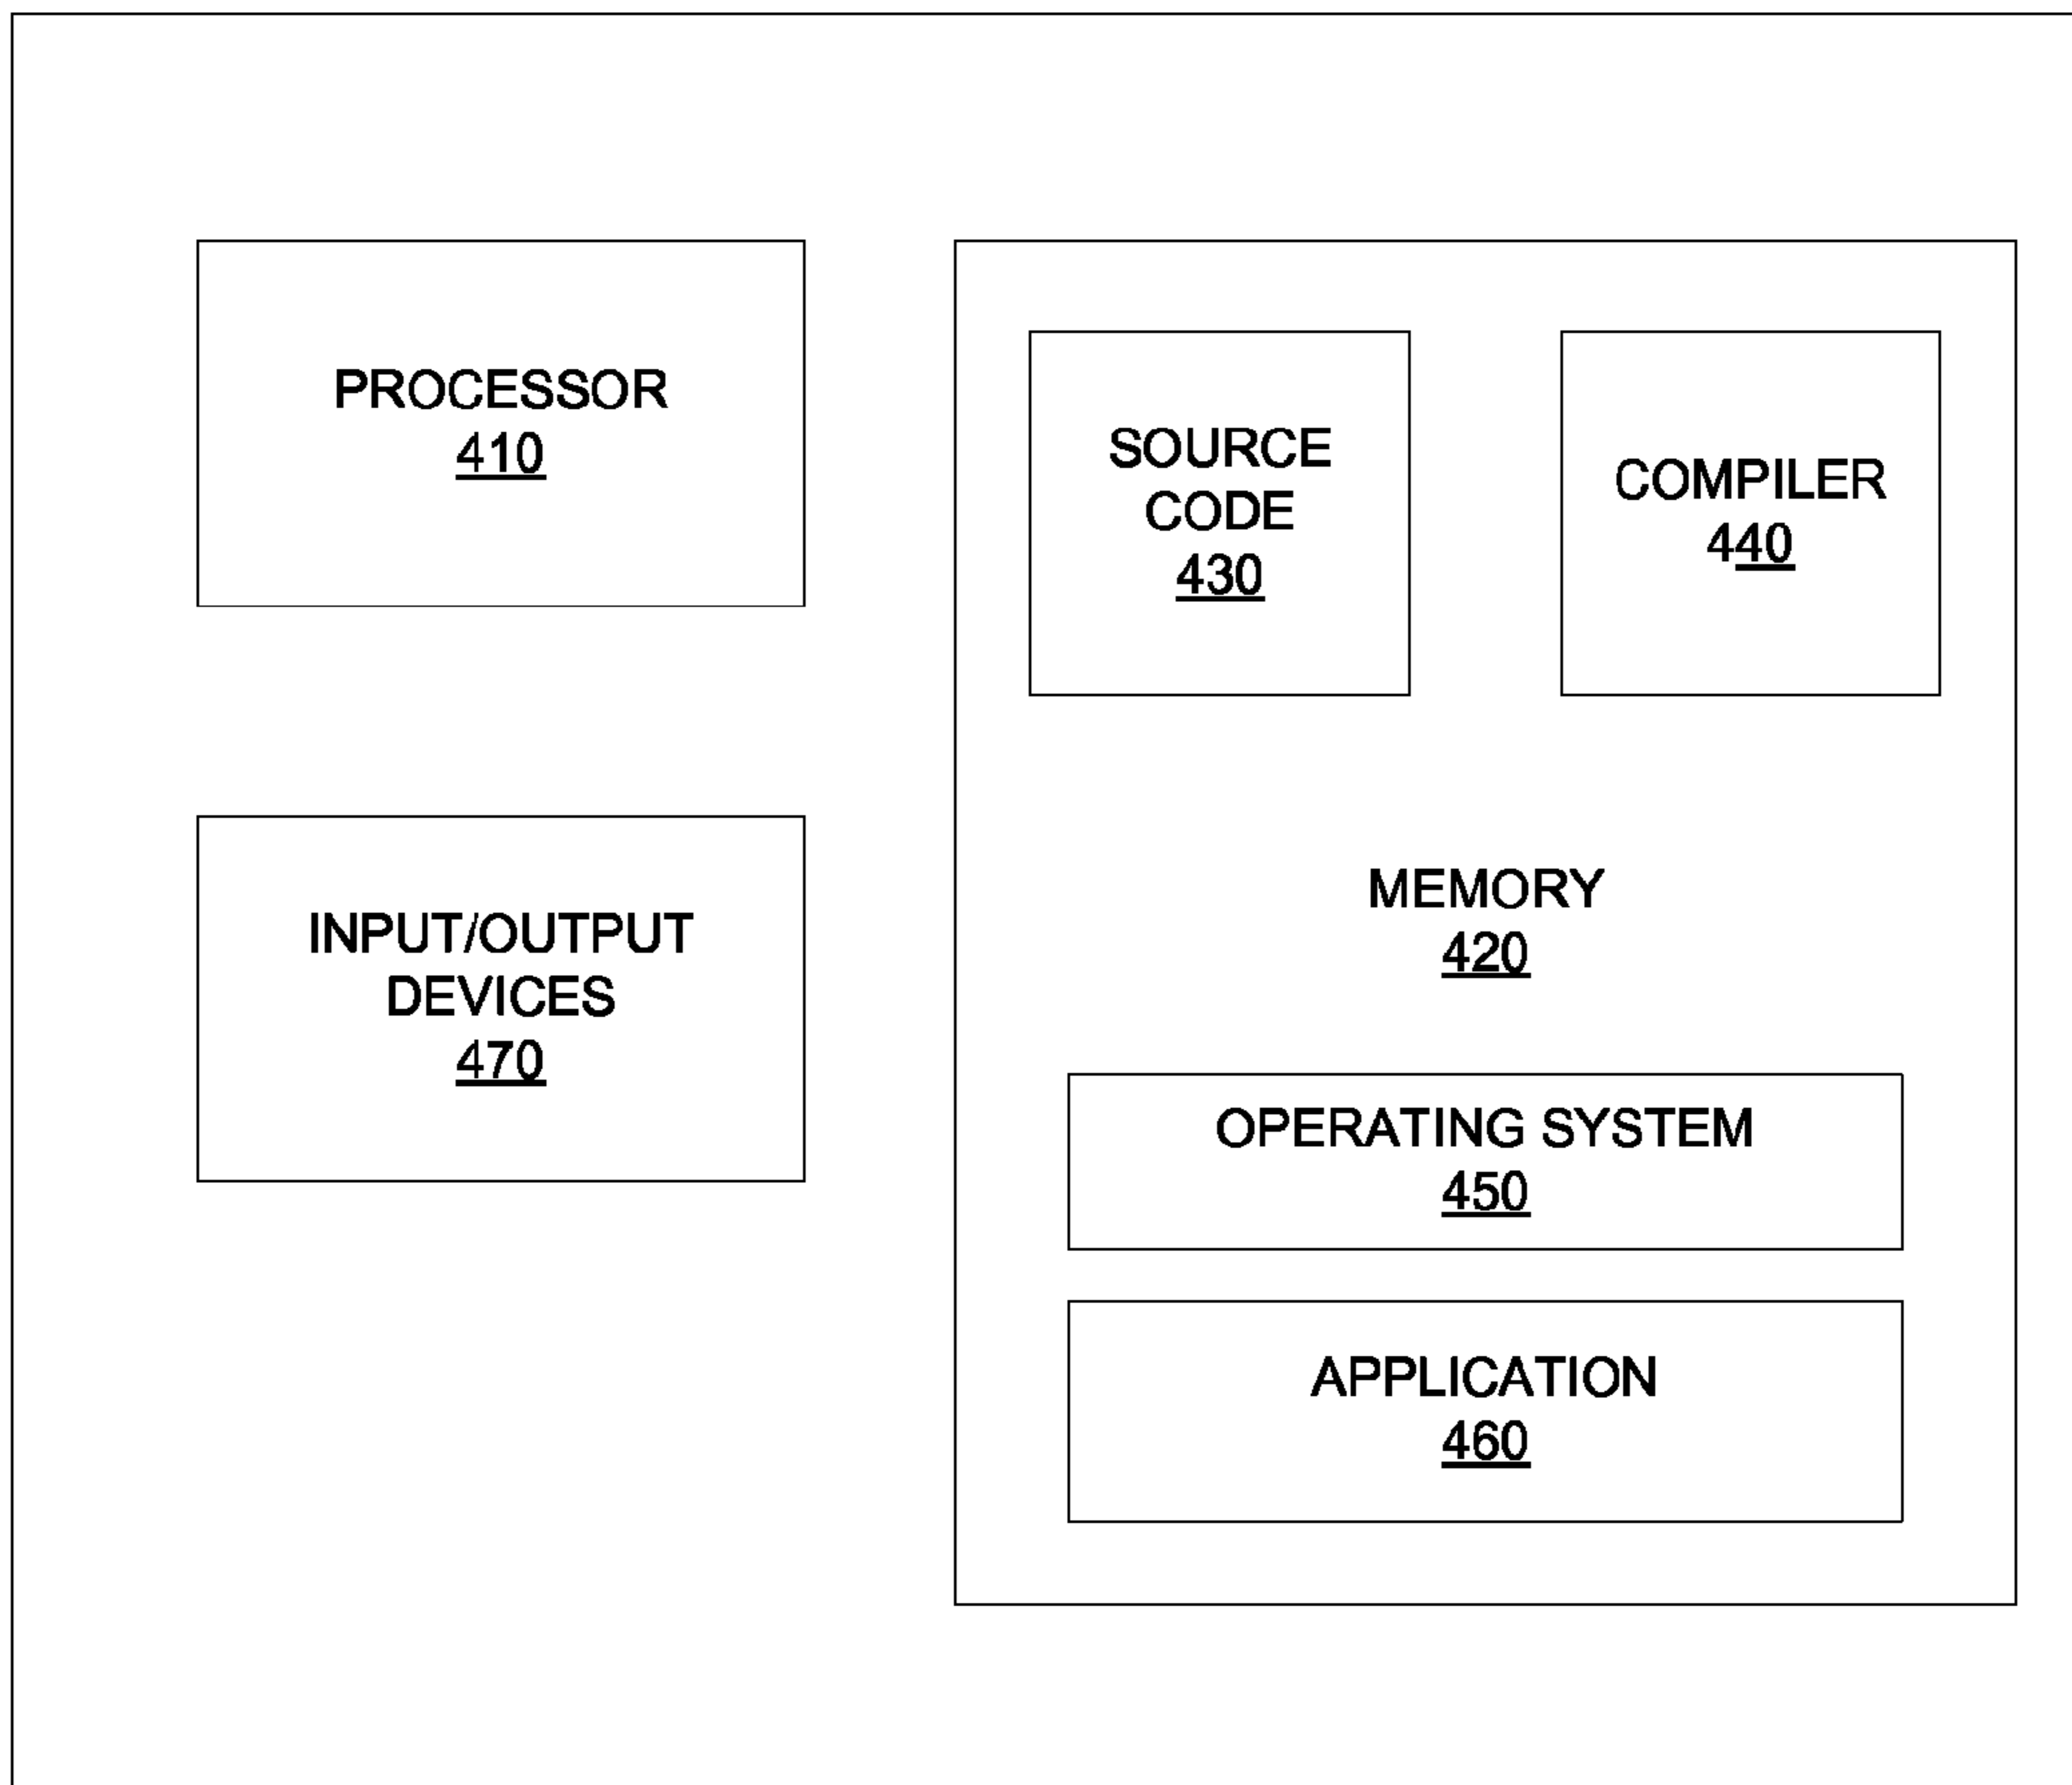 PROCESSOR
410
INPUT/OUTPUT
DEVICES
470
SOURCE
CODE
430
COMPILER
440
MEMORY
420
OPERATING SYSTEM
450
APPLICATION
460